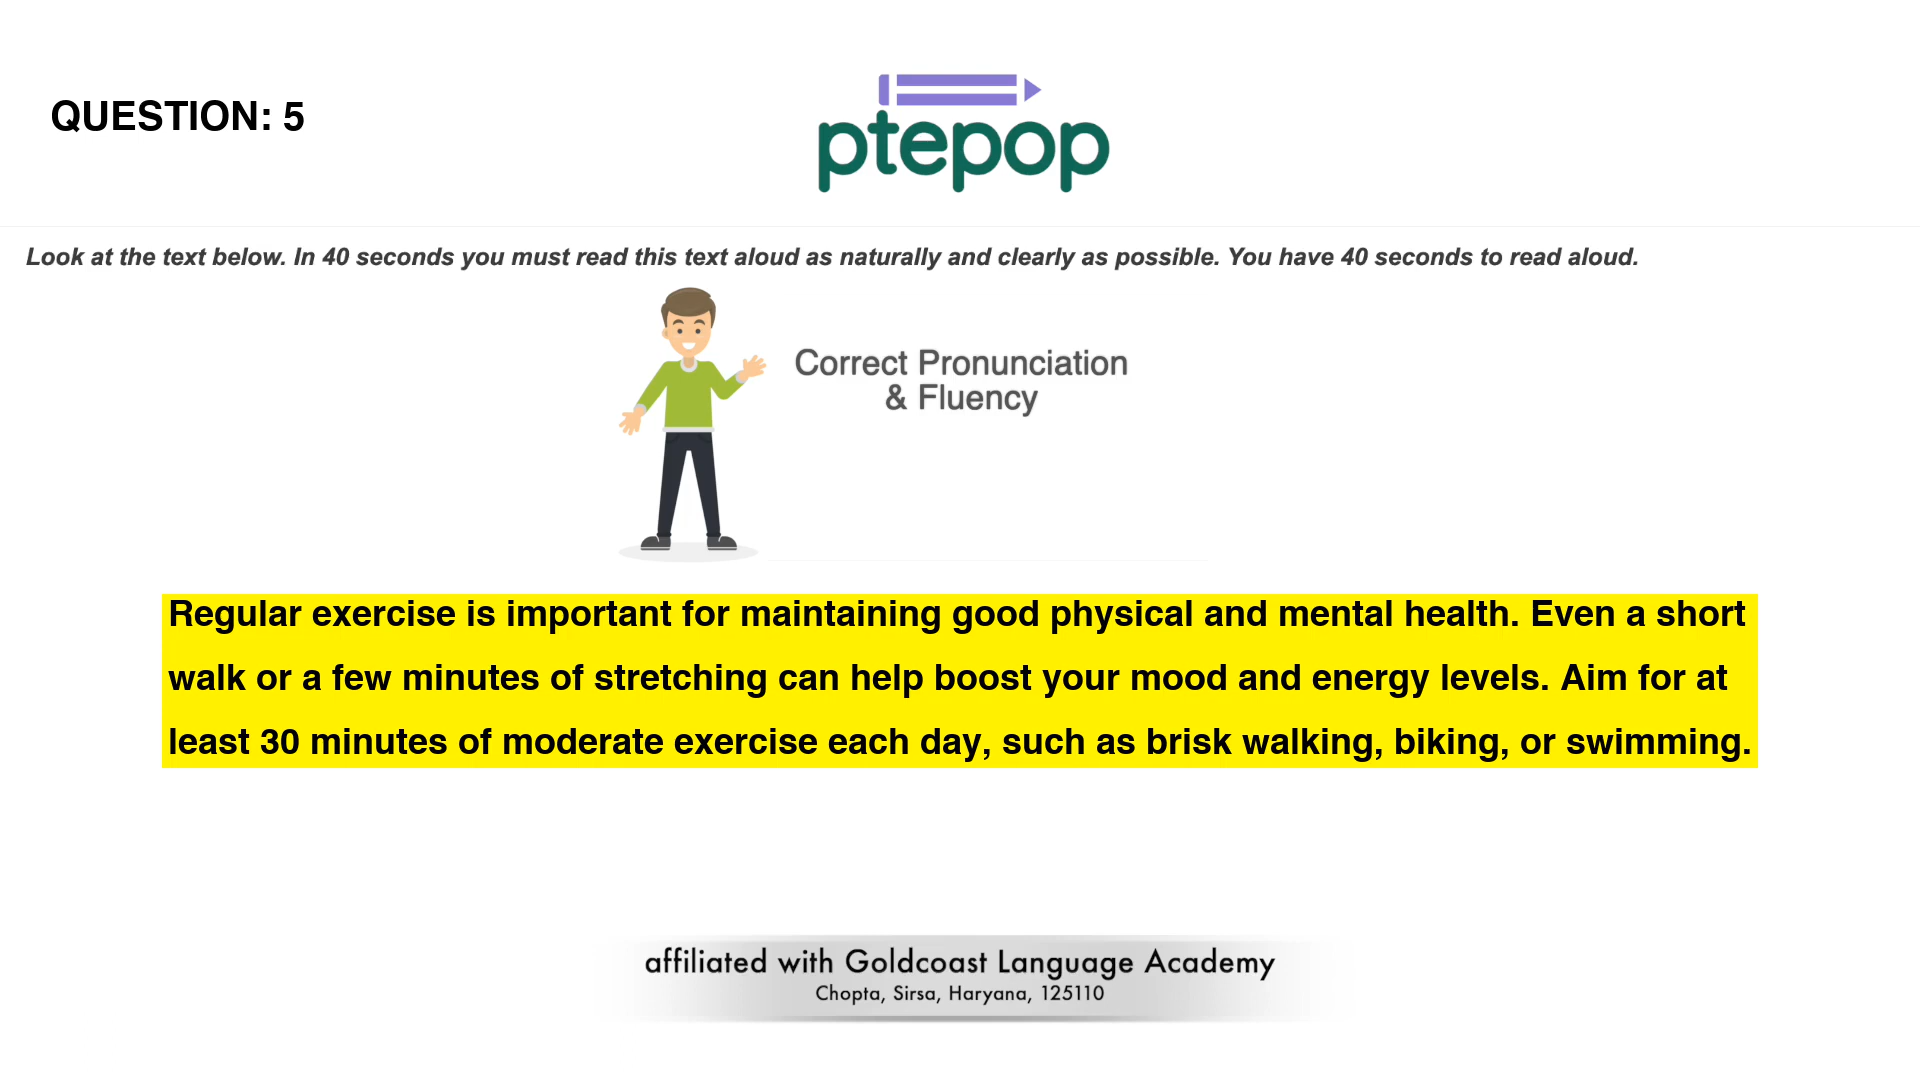 QUESTION: 5
ptepop
Look at the text below. In 40 seconds you must read this text aloud as naturally and clearly as possible. You have 40 seconds to read aloud.
Correct Pronunciation
& Fluency
Regular exercise is important for maintaining good physical and mental health. Even a short
walk or a few minutes of stretching can help boost your mood and energy levels. Aim for at
least 30 minutes of moderate exercise each day, such as brisk walking, biking, or swimming.
affiliated with Goldcoast Language Academy
Chopta, Sirsa, Haryana, 125110